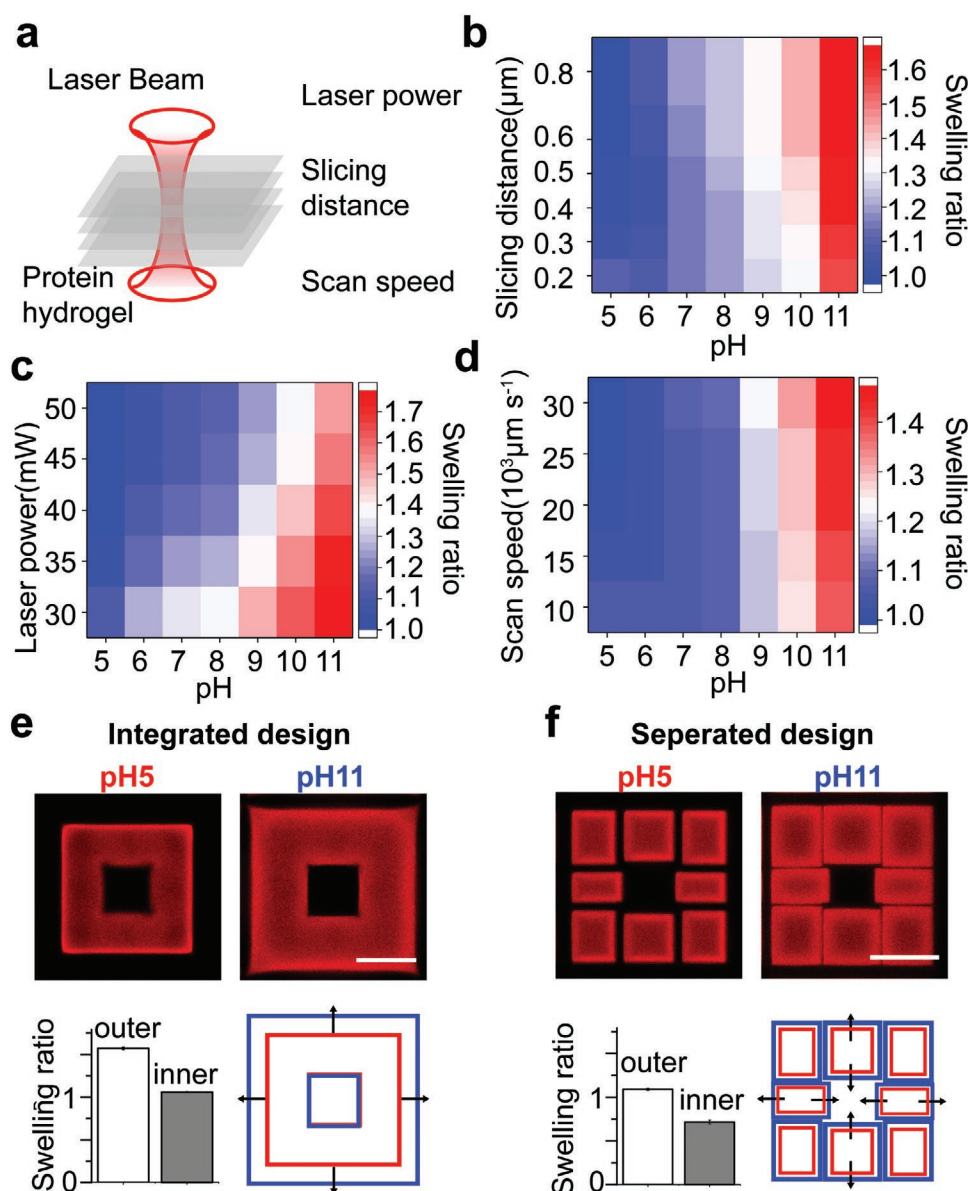 a
Laser Beam
Laser power
Slicing
distance
Protein
hydrogel
Scan speed
b
Slicing distance(μm)
0.8
0.6
0.5
0.4
0.3
0.2
5 6 7 8 9 10 11
pH
1.6
1.5
1.4
1.3
1.2
1.1
1.0
Swelling ratio
c
Laser power(mW)
50
45
40
35
30
5 6 7 8 9 10 11
pH
1.7
1.6
1.5
1.4
1.3
1.2
1.1
1.0
Swelling ratio
d
Scan speed(10³μm s⁻¹)
30
20
15
10
5 6 7 8 9 10 11
pH
1.4
1.3
1.2
1.1
1.0
Swelling ratio
e
Integrated design
pH5 pH11
Swelling ratio
1
0
outer
inner
f
Seperated design
pH5 pH11
Swelling ratio
1
0
outer
inner